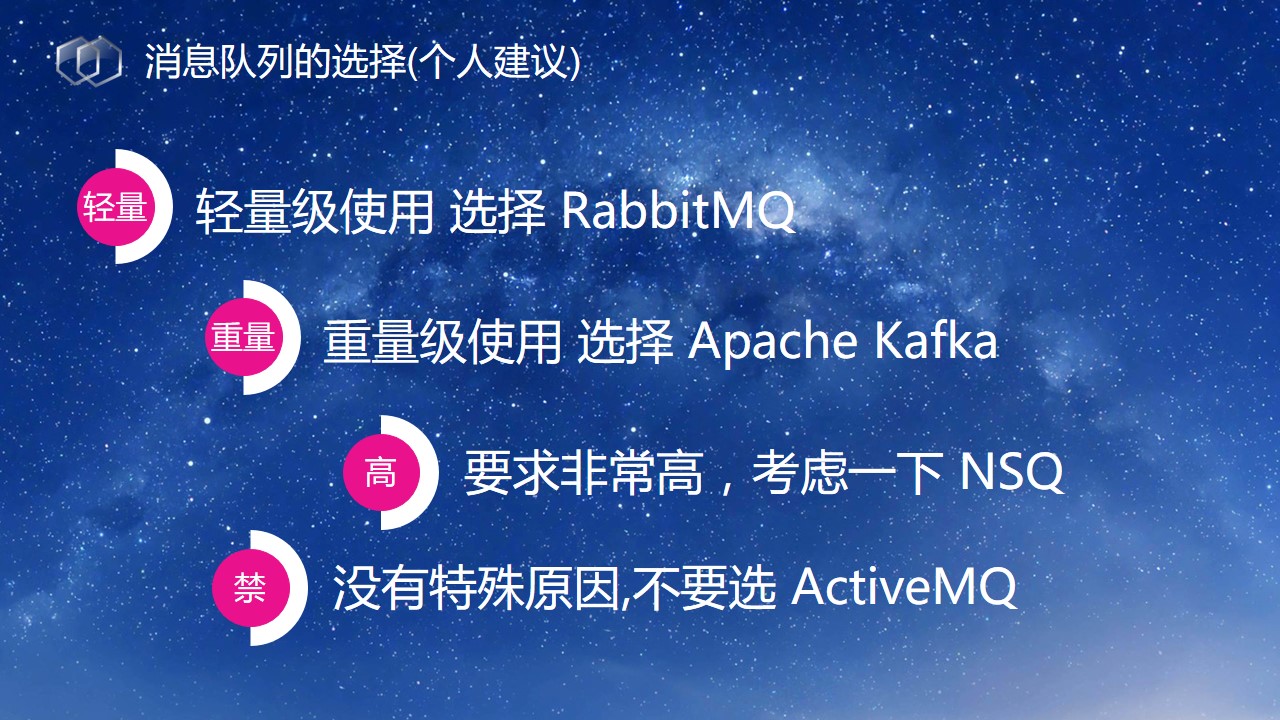 消息队列的选择(个人建议)
轻量
轻量级使用 选择 RabbitMQ
重量
重量级使用 选择 Apache Kafka
高
要求非常高，考虑一下 NSQ
禁
没有特殊原因,不要选 ActiveMQ